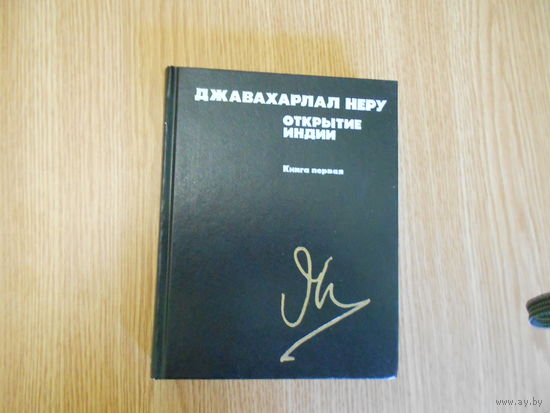 ДЖАВАХАРЛАЛ НЕРУ
ОТКРЫТИЕ
ИНДИИ
Книга первая
www.ay.by